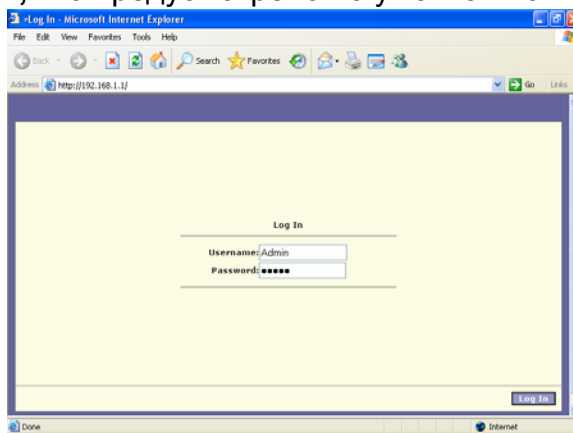 Log In - Microsoft Internet Explorer
File Edit View Favorites Tools Help
Back Search Favorites
Address http://192.168.1.1/ Go Links
Log In
Username: Admin
Password: ●●●●●
Log In
Done Internet